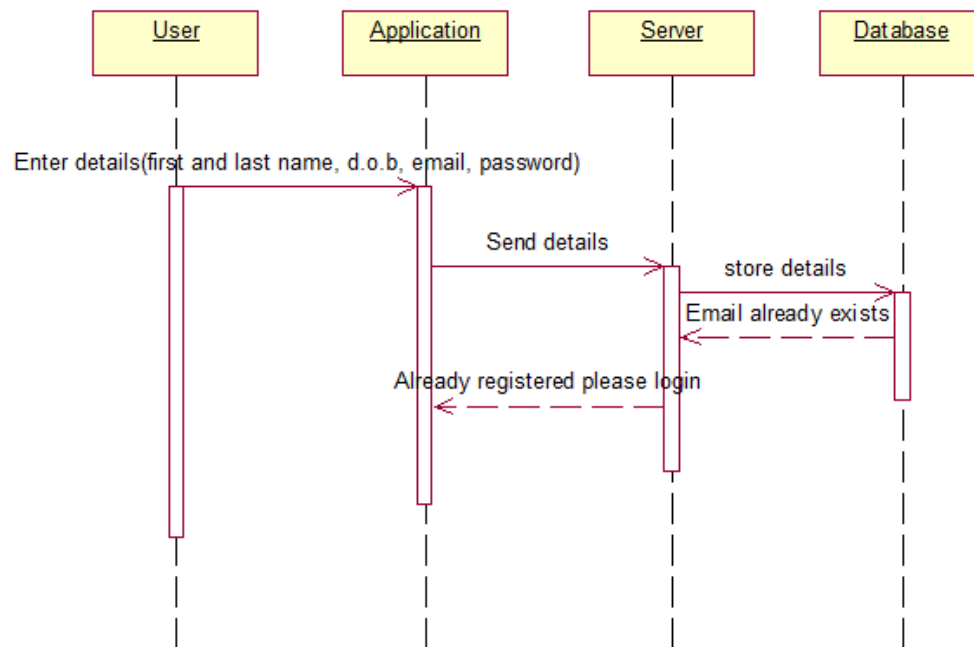 User
Application
Server
Database
Enter details(first and last name, d.o.b, email, password)
Send details
store details
Email already exists
Already registered please login